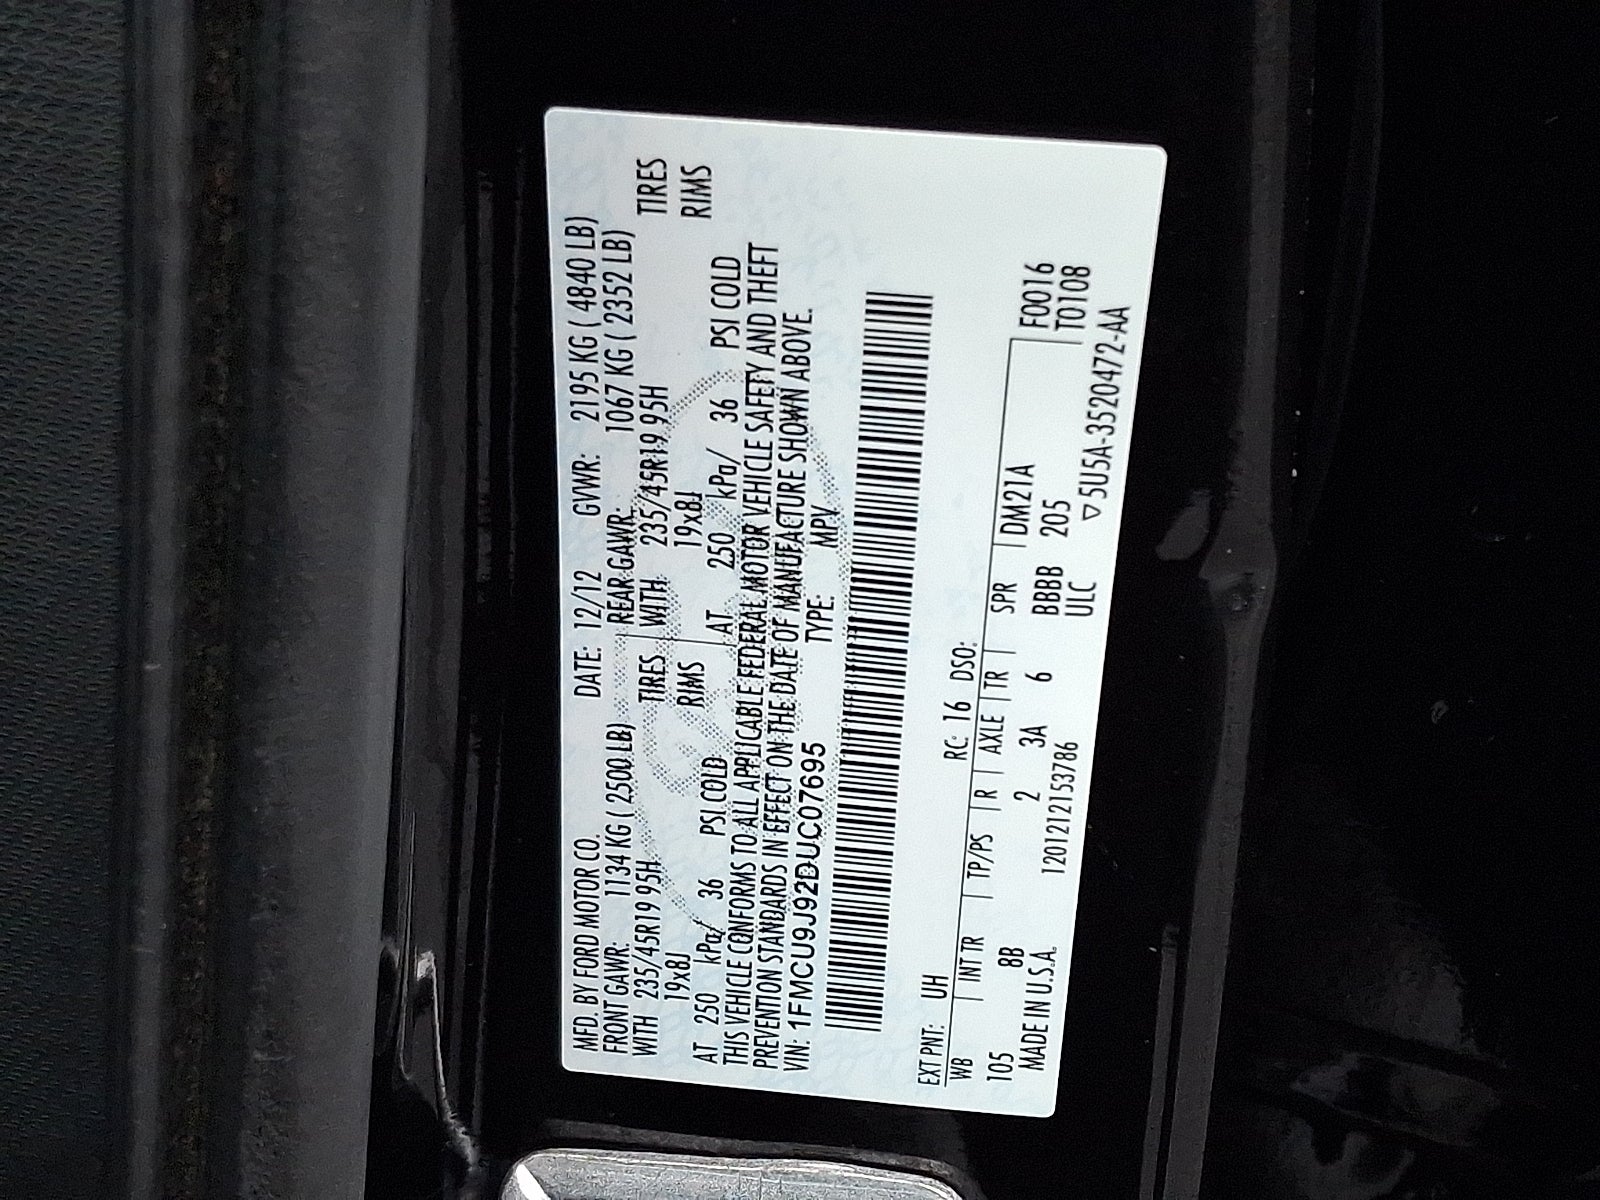 MFD. BY FORD MOTOR CO. DATE: 12/12 GVWR: 2195 KG ( 4840 LB)
FRONT GAWR: 1134 KG ( 2500 LB) REAR GAWR: 1067 KG ( 2352 LB)
WITH 235/45R19 95H TIRES WITH 235/45R19 95H TIRES
19x8J RIMS 19x8J RIMS
AT 250 kPa/ 36 PSI COLD AT 250 kPa/ 36 PSI COLD
THIS VEHICLE CONFORMS TO ALL APPLICABLE FEDERAL MOTOR VEHICLE SAFETY AND THEFT
PREVENTION STANDARDS IN EFFECT ON THE DATE OF MANUFACTURE SHOWN ABOVE.
VIN: 1FMCU9J92DUC07695 TYPE: MPV
EXT PNT: UH RC: 16 DSO:
WB INT TR TP/PS R AXLE TR SPR DM21A F0016
105 8B 2 3A 6 BBBB 205 T0108
MADE IN U.S.A. 1201212153786 ULC ▽5U5A-3520472-AA